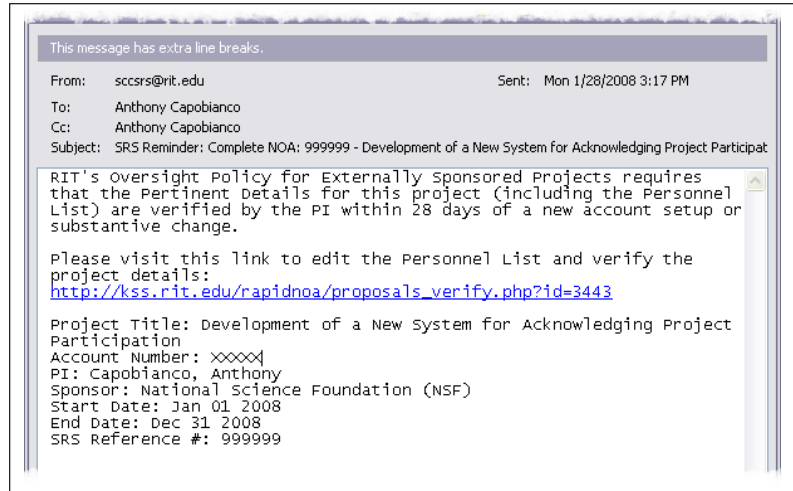 This message has extra line breaks.
From: sccsrs@rit.edu Sent: Mon 1/28/2008 3:17 PM
To: Anthony Capobianco
Cc: Anthony Capobianco
Subject: SRS Reminder: Complete NOA: 999999 - Development of a New System for Acknowledging Project Participat
RIT's Oversight Policy for Externally Sponsored Projects requires
that the Pertinent Details for this project (including the Personnel
List) are verified by the PI within 28 days of a new account setup or
substantive change.
Please visit this link to edit the Personnel List and verify the
project details:
http://kss.rit.edu/rapidnoa/proposals_verify.php?id=3443
Project Title: Development of a New System for Acknowledging Project
Participation
Account Number: XXXXX
PI: Capobianco, Anthony
Sponsor: National Science Foundation (NSF)
Start Date: Jan 01 2008
End Date: Dec 31 2008
SRS Reference #: 999999